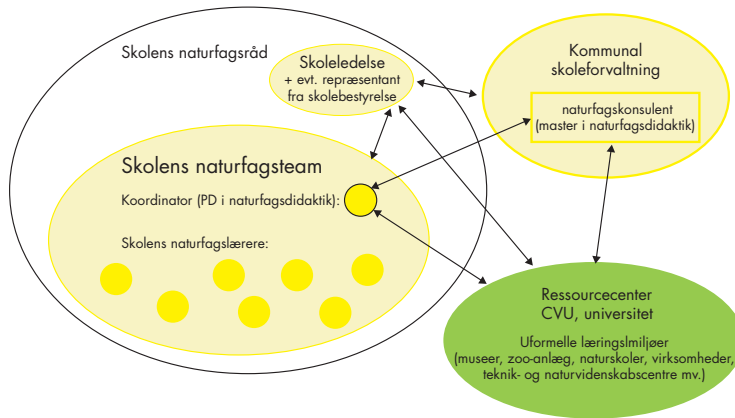 Skolens naturfagsråd
Skoleledelse
+ evt. repræsentant
fra skolebestyrelse
Kommunal
skoleforvaltning
naturfagskonsulent
(master i naturfagsdidaktik)
Skolens naturfagsteam
Koordinator (PD i naturfagsdidaktik):
Skolens naturfagslærere:
Ressourcecenter
CVU, universitet
Uformelle læringslmiljøer
(museer, zoo-anlæg, naturskoler, virksomheder,
teknik- og naturvidenskabscentre mv.)